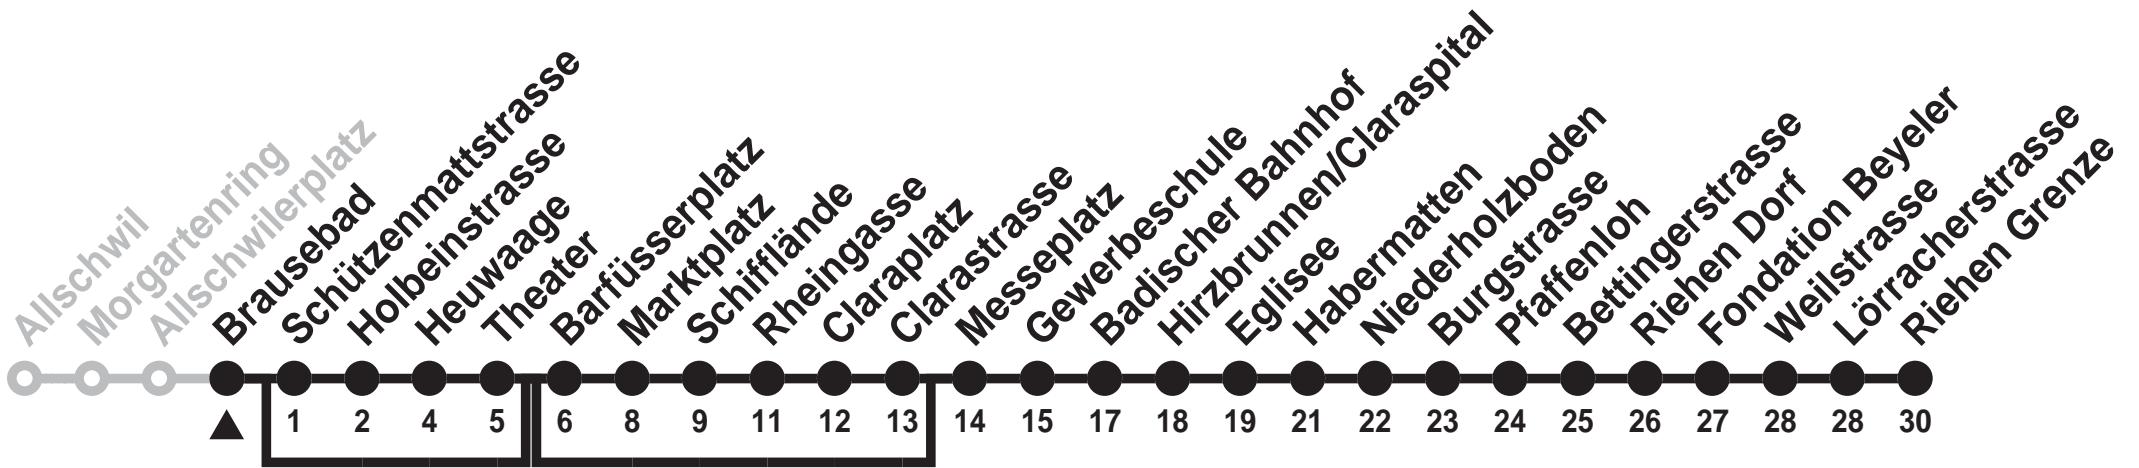 Allschwil
Morgartenring
Allschwilerplatz
Brausebad
Schützenmattstrasse
Holbeinstrasse
Heuwaage
Theater
Barfüsserplatz
Marktplatz
Schifflände
Rheingasse
Claraplatz
Clarastrasse
Messeplatz
Gewerbeschule
Badischer Bahnhof
Hirzbrunnen/Claraspital
Eglisee
Habermatten
Niederholzboden
Burgstrasse
Pfaffenloh
Bettingerstrasse
Riehen Dorf
Fondation Beyeler
Weilstrasse
Lörracherstrasse
Riehen Grenze
1 2 4 5 6 8 9 11 12 13 14 15 17 18 19 21 22 23 24 25 26 27 28 28 30